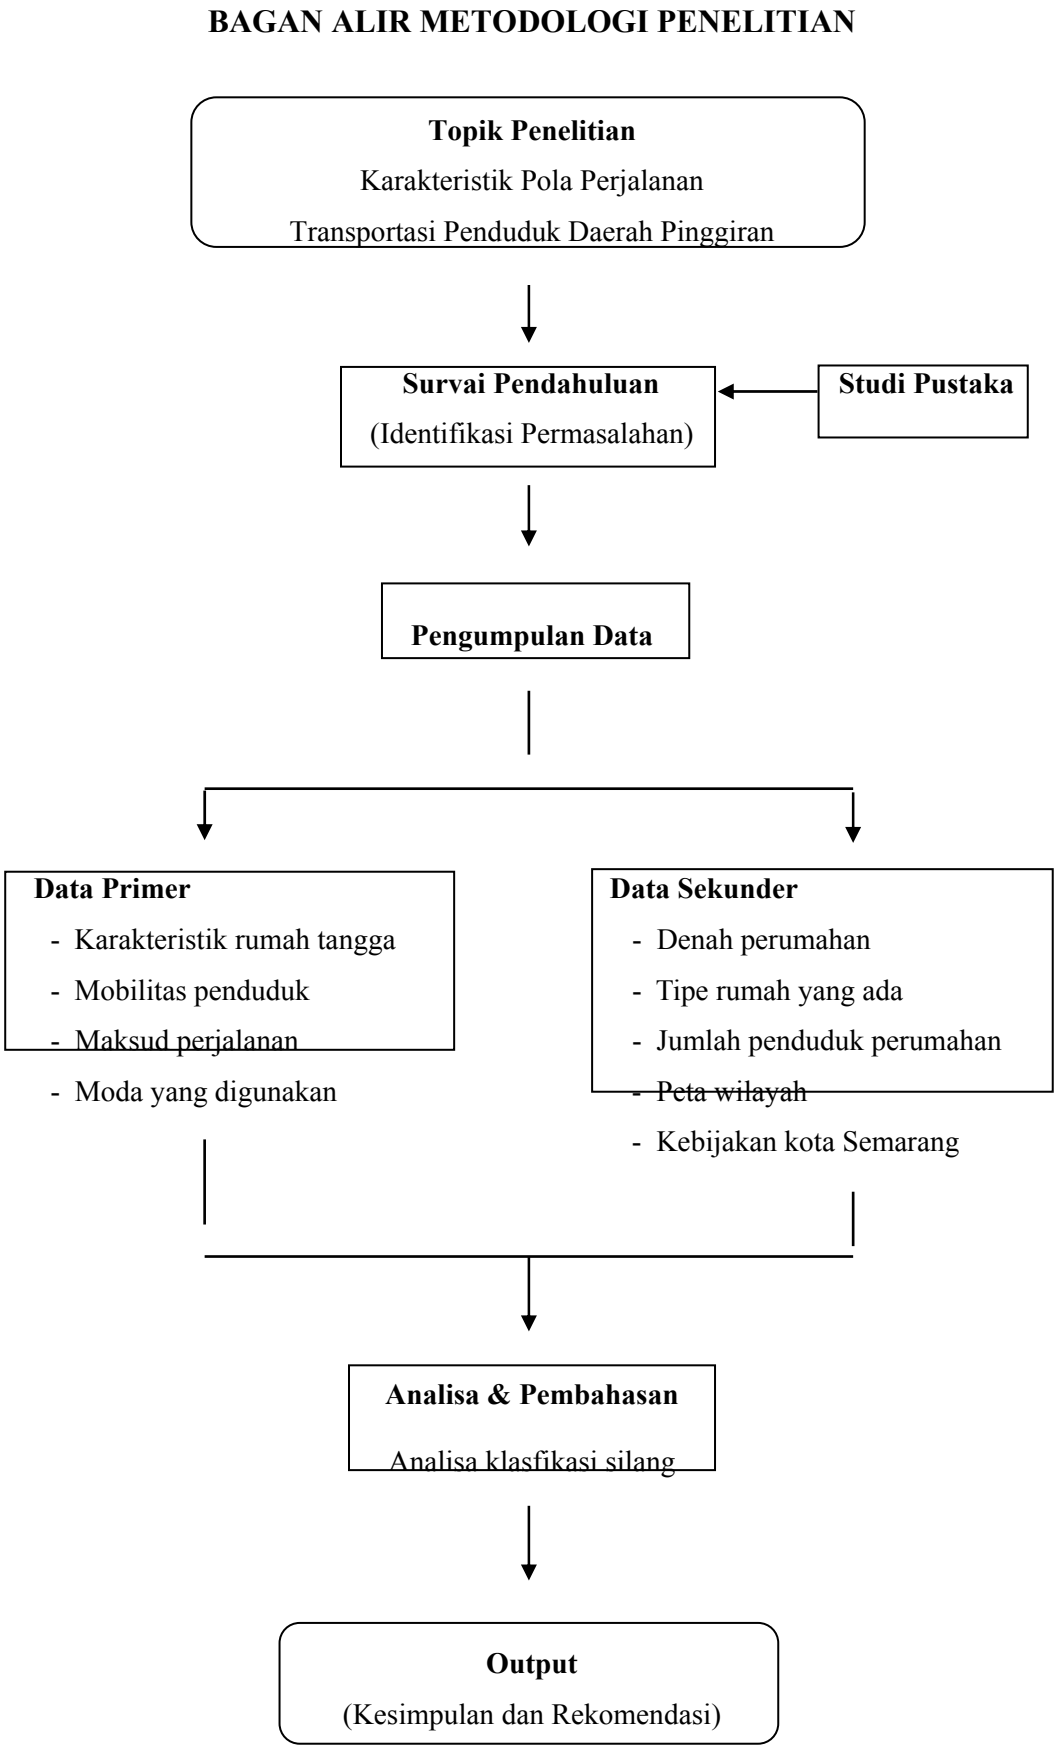 BAGAN ALIR METODOLOGI PENELITIAN
Topik Penelitian
Karakteristik Pola Perjalanan
Transportasi Penduduk Daerah Pinggiran
Survai Pendahuluan
(Identifikasi Permasalahan)
Studi Pustaka
Pengumpulan Data
Data Primer
- Karakteristik rumah tangga
- Mobilitas penduduk
- Maksud perjalanan
- Moda yang digunakan
Data Sekunder
- Denah perumahan
- Tipe rumah yang ada
- Jumlah penduduk perumahan
- Peta wilayah
- Kebijakan kota Semarang
Analisa & Pembahasan
Analisa klasfikasi silang
Output
(Kesimpulan dan Rekomendasi)